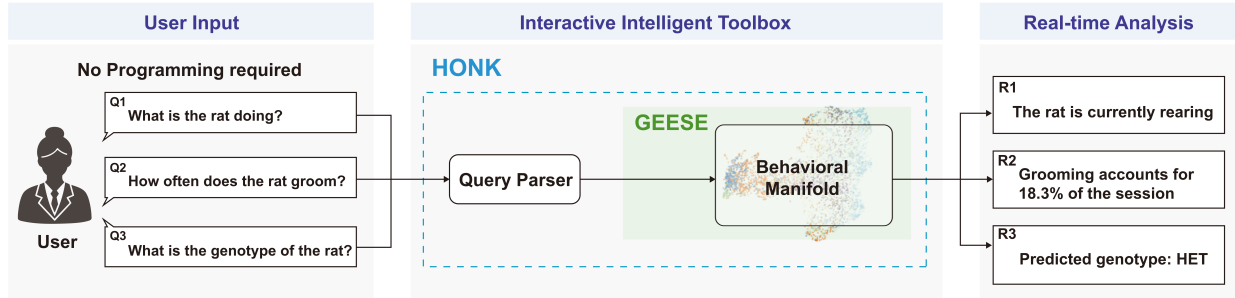 User Input
Interactive Intelligent Toolbox
Real-time Analysis
No Programming required
Q1
What is the rat doing?
Q2
How often does the rat groom?
Q3
What is the genotype of the rat?
User
HONK
Query Parser
GEESE
Behavioral
Manifold
R1
The rat is currently rearing
R2
Grooming accounts for
18.3% of the session
R3
Predicted genotype: HET